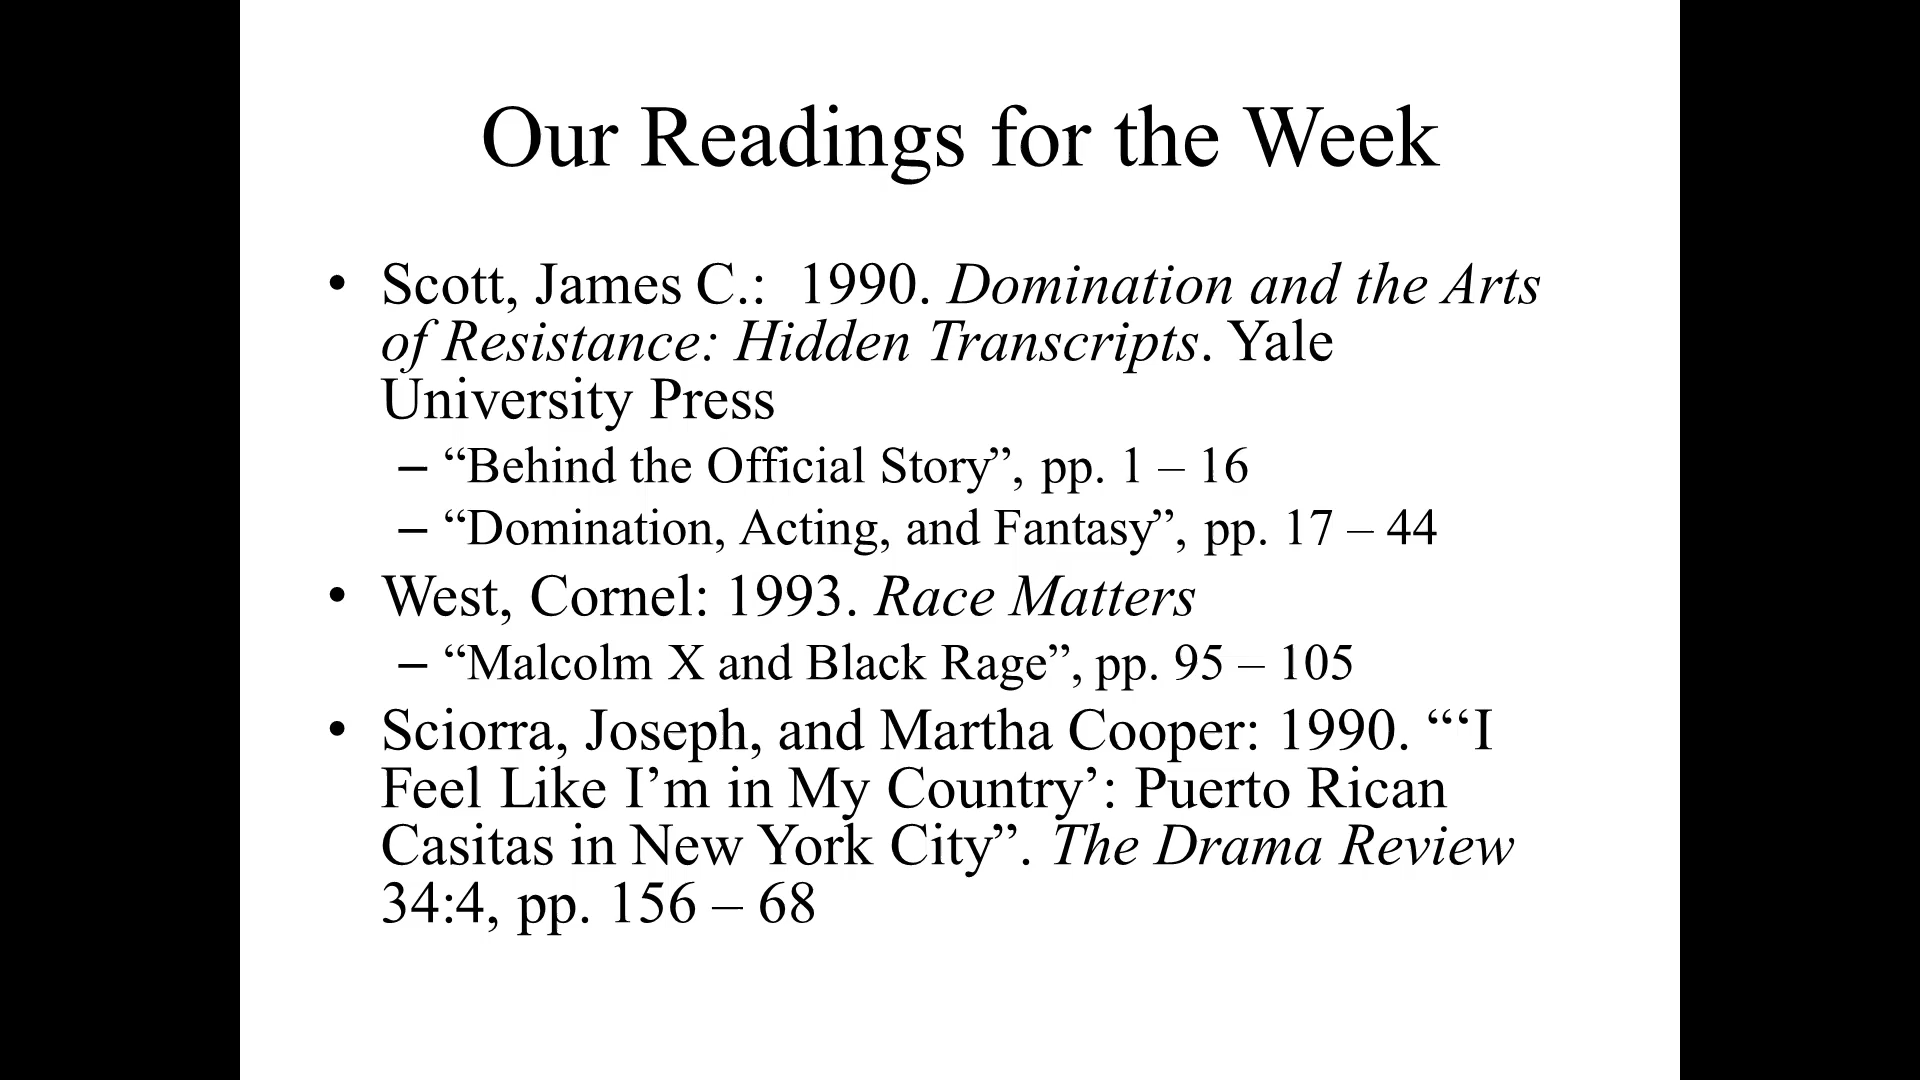 Our Readings for the Week
• Scott, James C.:  1990. Domination and the Arts
of Resistance: Hidden Transcripts. Yale
University Press
– “Behind the Official Story”, pp. 1 – 16
– “Domination, Acting, and Fantasy”, pp. 17 – 44
• West, Cornel: 1993. Race Matters
– “Malcolm X and Black Rage”, pp. 95 – 105
• Sciorra, Joseph, and Martha Cooper: 1990. “‘I
Feel Like I’m in My Country’: Puerto Rican
Casitas in New York City”. The Drama Review
34:4, pp. 156 – 68